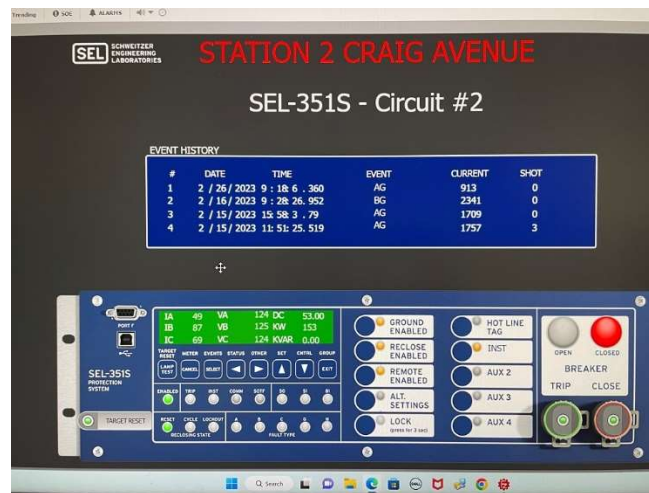 Trending SOE ALARMS
SEL SCHWEITZER ENGINEERING LABORATORIES
STATION 2 CRAIG AVENUE
SEL-351S - Circuit #2
EVENT HISTORY
# DATE TIME EVENT CURRENT SHOT
1 2 / 26 / 2023 9 : 18: 6 . 360 AG 913 0
2 2 / 16 / 2023 9 : 28: 26. 952 BG 2341 0
3 2 / 15 / 2023 15: 58: 3 . 79 AG 1709 0
4 2 / 15 / 2023 11: 51: 25. 519 AG 1757 3
PORT F
IA 49 VA 124 DC 53.00
IB 87 VB 125 KW 153
IC 69 VC 124 KVAR 0.00
TARGET RESET METER EVENTS STATUS OTHER SET CNTRL GROUP
LAMP TEST CANCEL SELECT EXIT
SEL-351S
PROTECTION
SYSTEM
ENABLED TRIP INST COMM SOTF 50 51 81
TARGET RESET
RESET CYCLE LOCKOUT A B C G N
RECLOSING STATE FAULT TYPE
GROUND ENABLED
RECLOSE ENABLED
REMOTE ENABLED
ALT. SETTINGS
LOCK
(press for 3 sec)
HOT LINE TAG
INST
AUX 2
AUX 3
AUX 4
OPEN CLOSED
BREAKER
TRIP CLOSE
Search
DELL